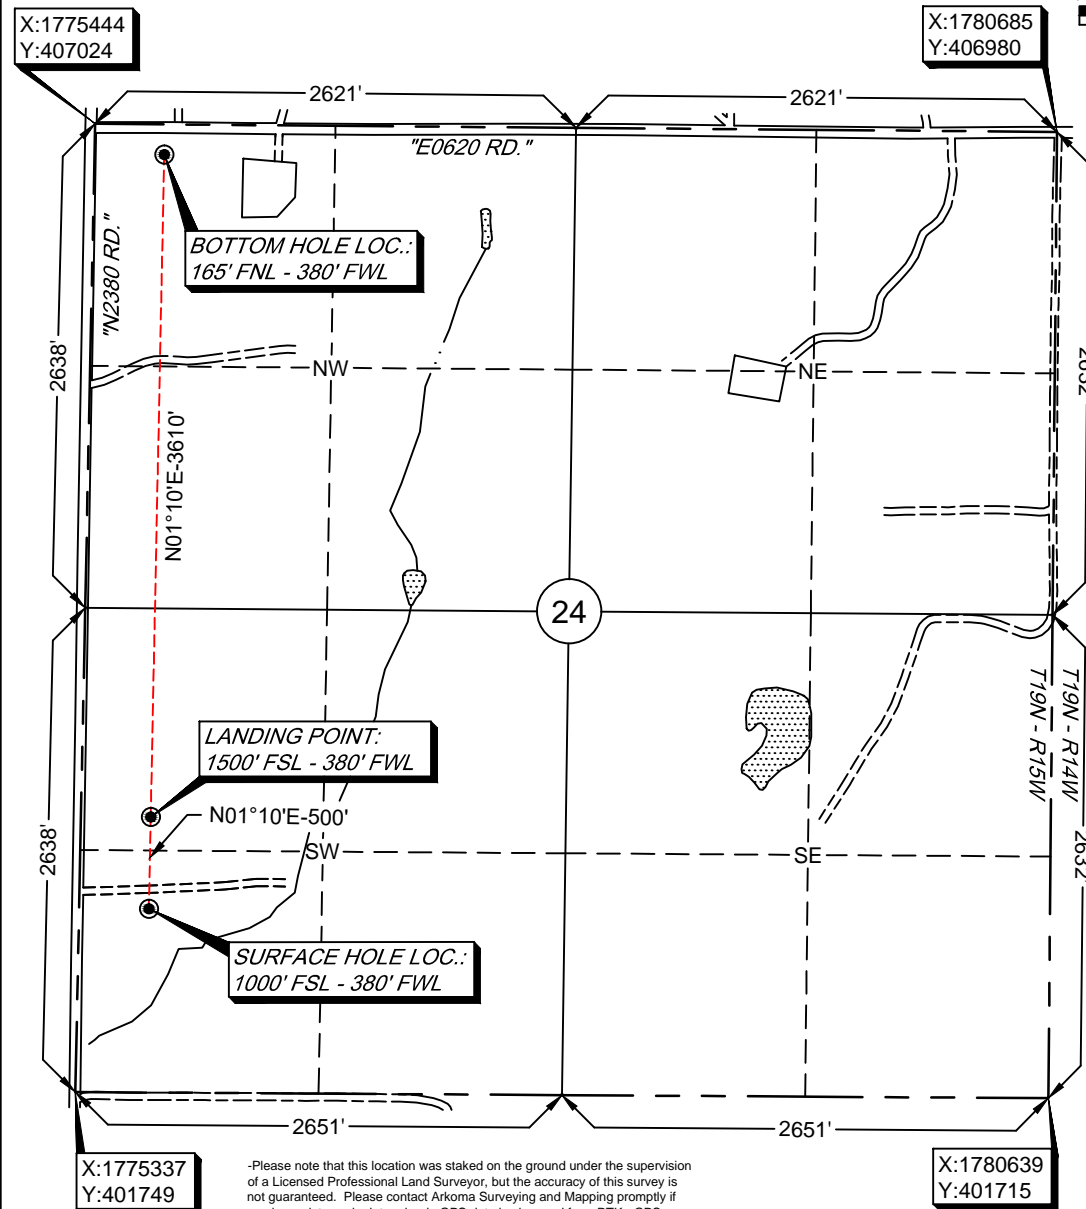 X:1775444
Y:407024
X:1780685
Y:406980
2621'
2621'
"E0620 RD."
"N2380 RD."
BOTTOM HOLE LOC.:
165' FNL - 380' FWL
2638'
2632'
NW
NE
N01°10'E-3610'
24
LANDING POINT:
1500' FSL - 380' FWL
N01°10'E-500'
T19N - R15W
T19N - R14W
2638'
2632'
SW
SE
SURFACE HOLE LOC.:
1000' FSL - 380' FWL
2651'
2651'
X:1775337
Y:401749
X:1780639
Y:401715
-Please note that this location was staked on the ground under the supervision
of a Licensed Professional Land Surveyor, but the accuracy of this survey is
not guaranteed. Please contact Arkoma Surveying and Mapping promptly if